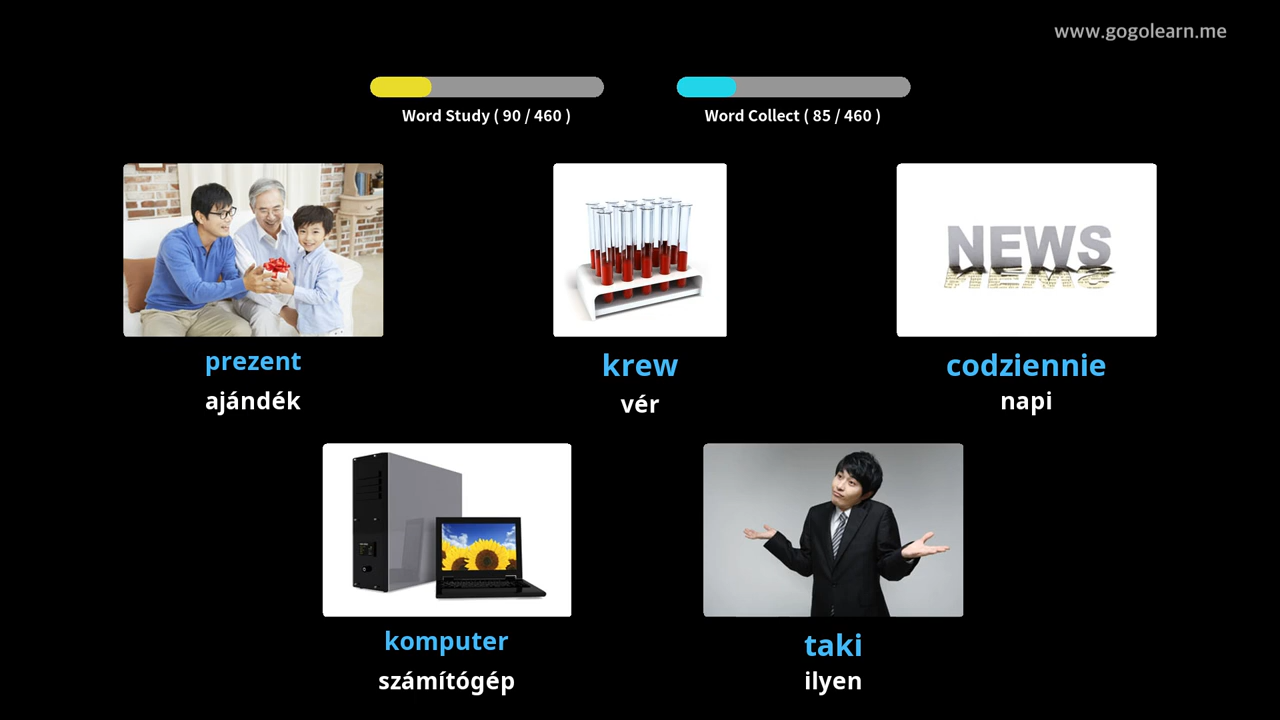 www.gogolearn.me
Word Study ( 90 / 460 )
Word Collect ( 85 / 460 )
NEWS
prezent
ajándék
krew
vér
codziennie
napi
komputer
számítógép
taki
ilyen